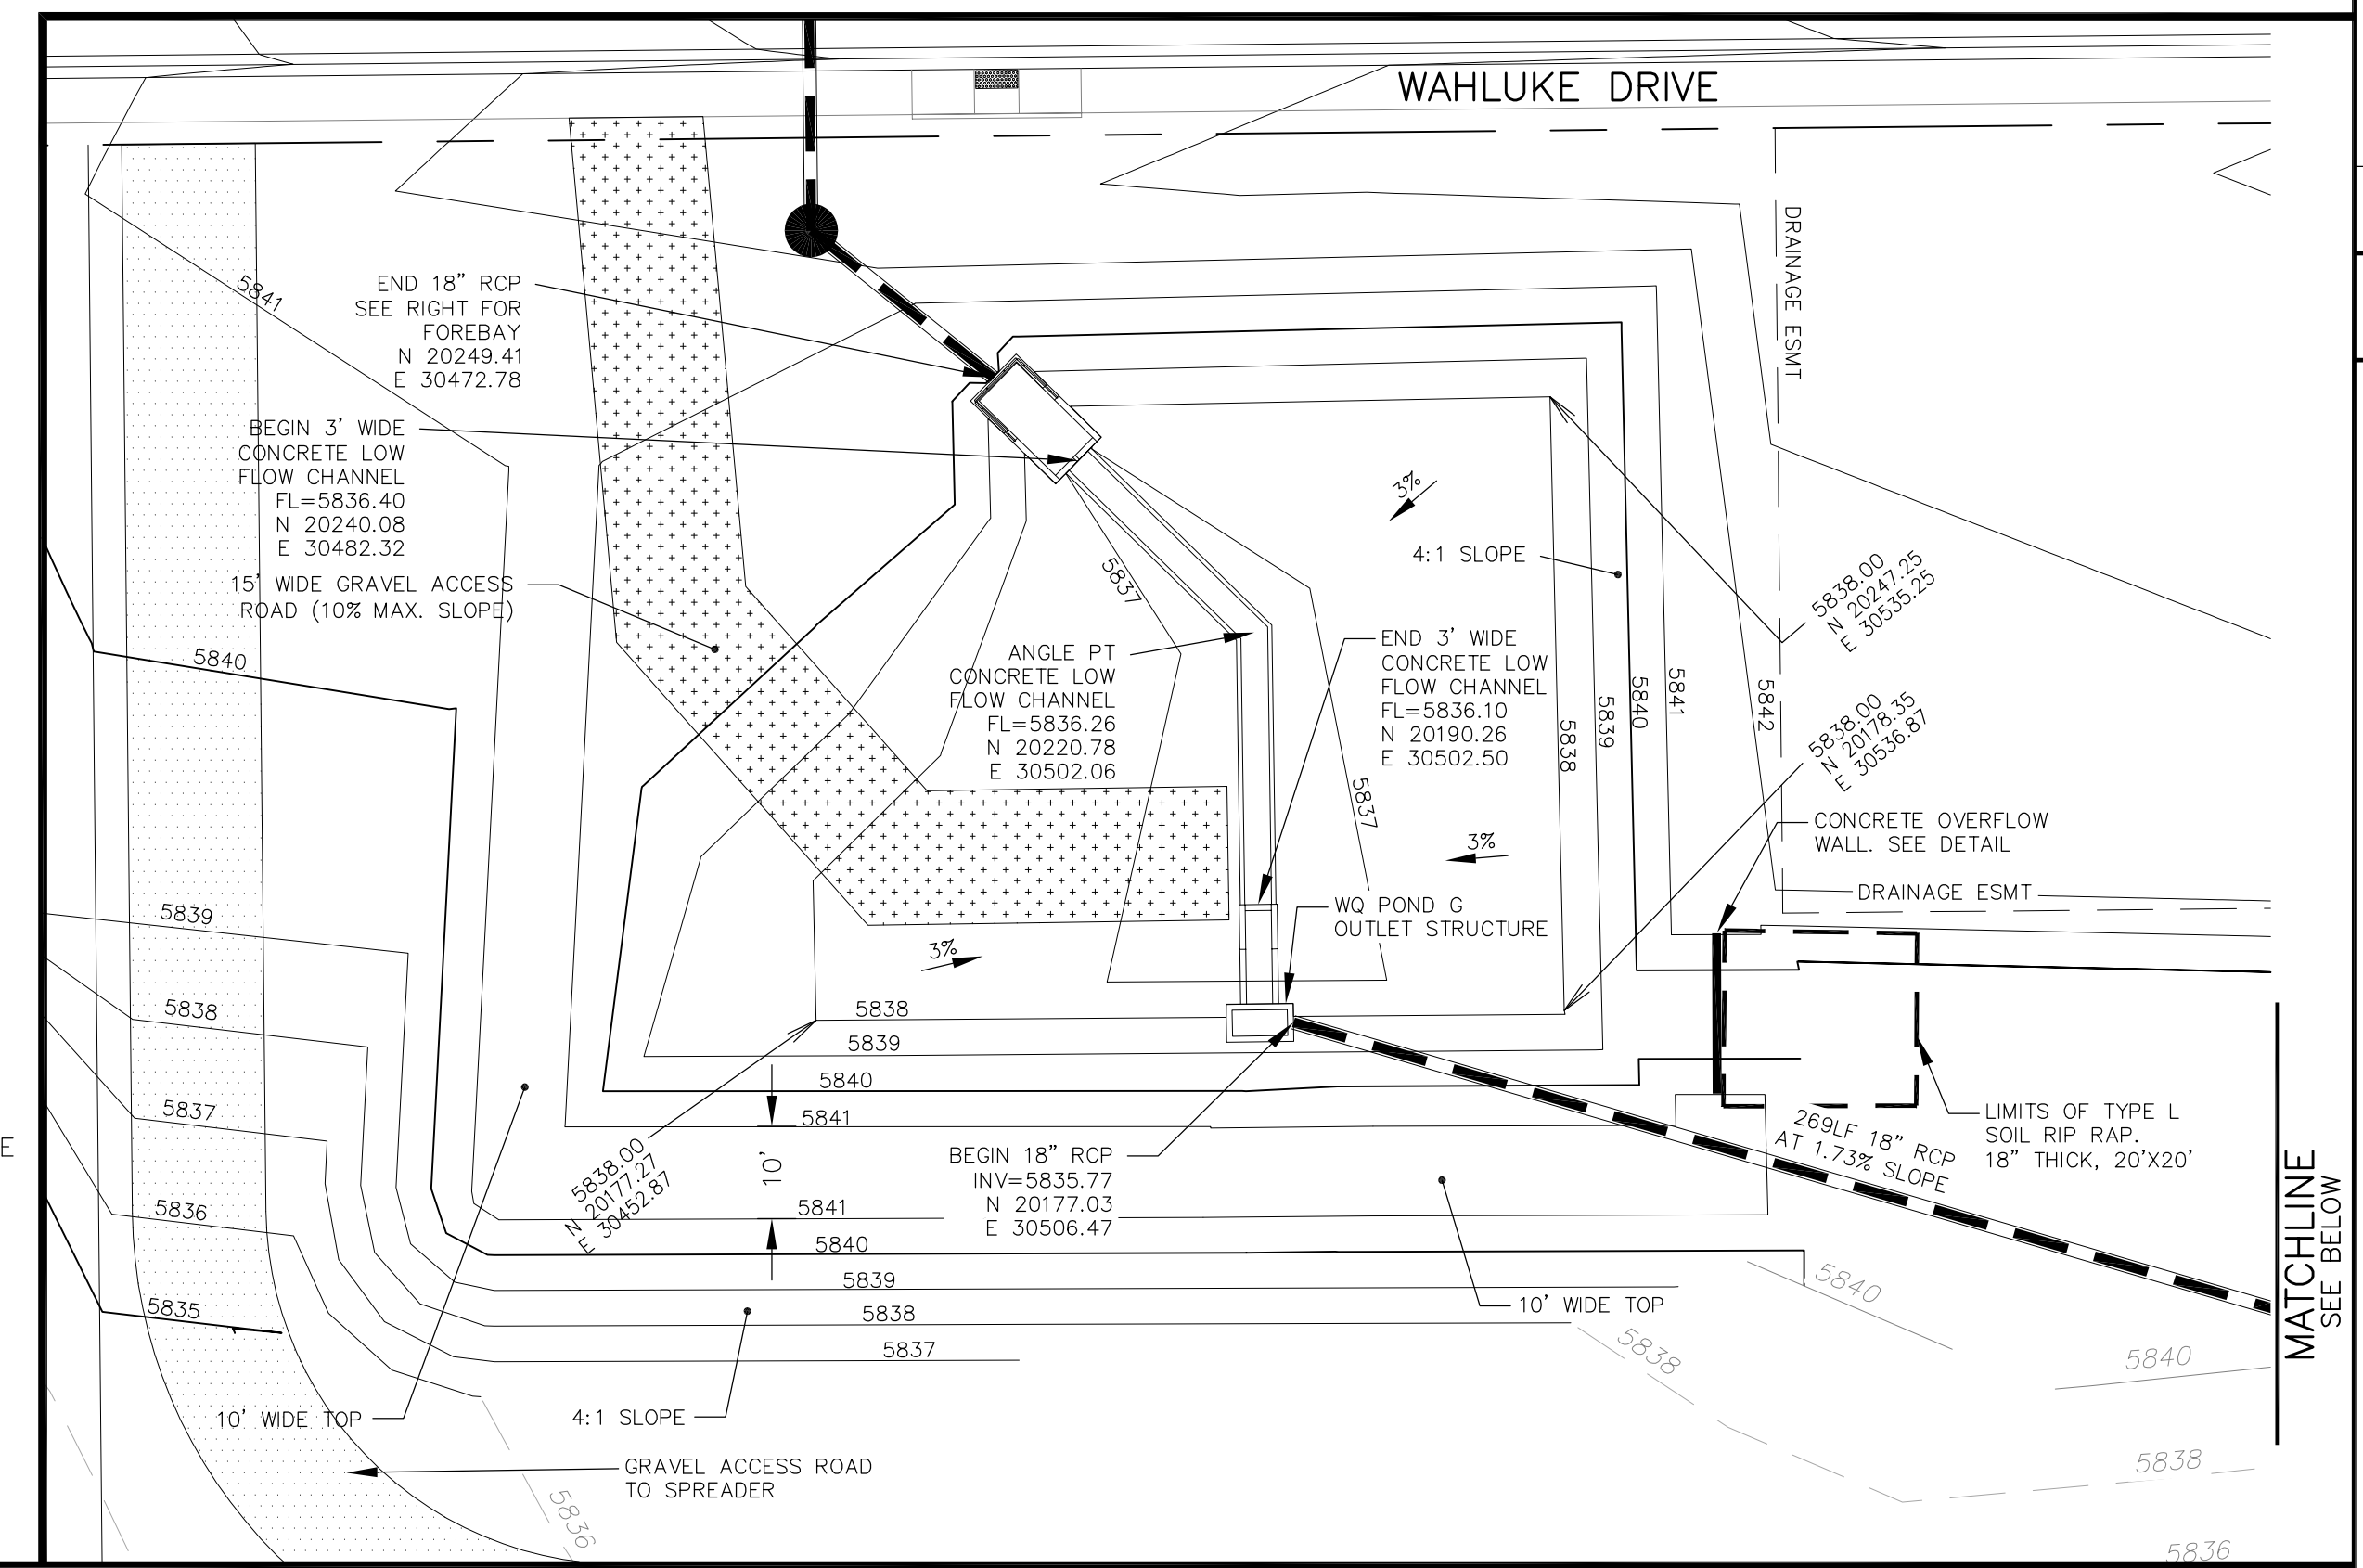 WAHLUKE DRIVE
DRAINAGE ESMT
5841
END 18" RCP
SEE RIGHT FOR
FOREBAY
N 20249.41
E 30472.78
BEGIN 3' WIDE
CONCRETE LOW
FLOW CHANNEL
FL=5836.40
N 20240.08
E 30482.32
15' WIDE GRAVEL ACCESS
ROAD (10% MAX. SLOPE)
3%
4:1 SLOPE
5837
5838.00
N 20247.25
E 30535.25
ANGLE PT
CONCRETE LOW
FLOW CHANNEL
FL=5836.26
N 20220.78
E 30502.06
END 3' WIDE
CONCRETE LOW
FLOW CHANNEL
FL=5836.10
N 20190.26
E 30502.50
5840
5838
5839
5840
5841
5842
5838.00
N 20178.35
E 30536.87
5837
3%
CONCRETE OVERFLOW
WALL. SEE DETAIL
DRAINAGE ESMT
WQ POND G
OUTLET STRUCTURE
5839
3%
5838
5838
5839
5840
5841
10'
5837
5836
5835
5838.00
N 20177.27
E 30452.87
BEGIN 18" RCP
INV=5835.77
N 20177.03
E 30506.47
269LF 18" RCP
AT 1.73% SLOPE
LIMITS OF TYPE L
SOIL RIP RAP.
18" THICK, 20'X20'
E
MATCHLINE
SEE BELOW
5841
5840
5839
5838
5837
10' WIDE TOP
5840
5838
5840
5838
5836
10' WIDE TOP
4:1 SLOPE
GRAVEL ACCESS ROAD
TO SPREADER
5836